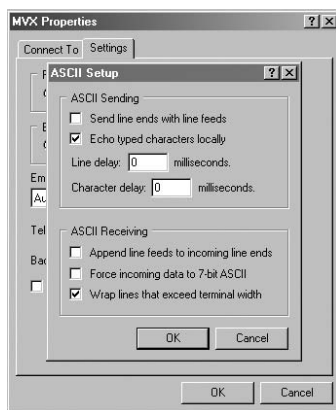 MVX Properties
Connect To Settings
ASCII Setup
ASCII Sending
Send line ends with line feeds
Echo typed characters locally
Line delay: 0 milliseconds.
Character delay: 0 milliseconds.
ASCII Receiving
Append line feeds to incoming line ends
Force incoming data to 7-bit ASCII
Wrap lines that exceed terminal width
OK Cancel
Em
Au
Tel
Bac
OK Cancel